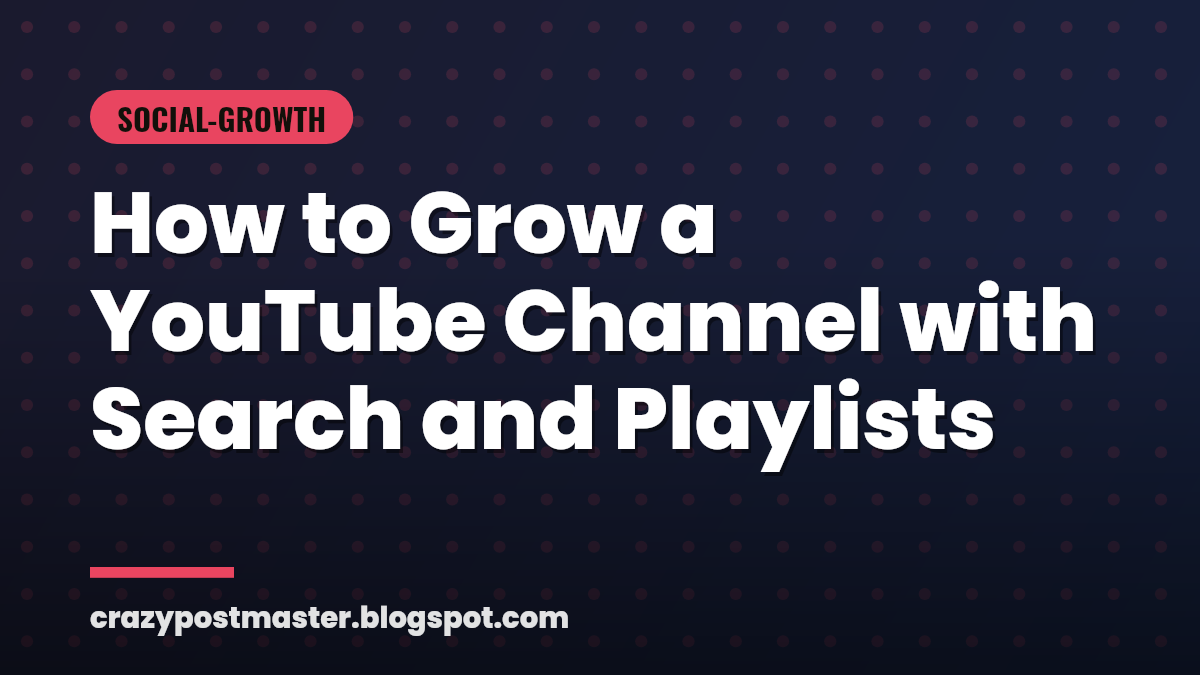 SOCIAL-GROWTH
How to Grow a
YouTube Channel with
Search and Playlists
crazypostmaster.blogspot.com